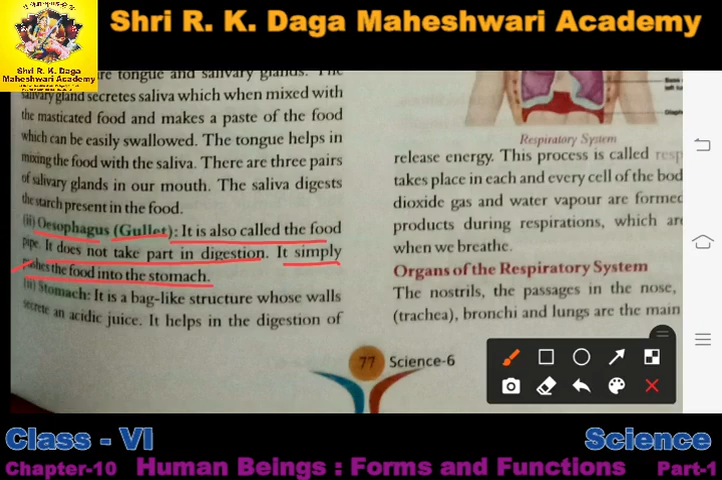 Shri R. K. Daga Maheshwari Academy
Shri R. K. Daga
Maheshwari Academy
are tongue and salivary glands. The
salivary gland secretes saliva which when mixed with
the masticated food and makes a paste of the food
which can be easily swallowed. The tongue helps in
mixing the food with the saliva. There are three pairs
of salivary glands in our mouth. The saliva digests
the starch present in the food.
(ii) Oesophagus (Gullet): It is also called the food
pipe. It does not take part in digestion. It simply
pushes the food into the stomach.
(ii) Stomach: It is a bag-like structure whose walls
secrete an acidic juice. It helps in the digestion of
Respiratory System
release energy. This process is called resp
takes place in each and every cell of the bod
dioxide gas and water vapour are formed
products during respirations, which are
when we breathe.
Organs of the Respiratory System
The nostrils, the passages in the nose,
(trachea), bronchi and lungs are the main
77 Science-6
Class - VI
Science
Chapter-10 Human Beings : Forms and Functions Part-1